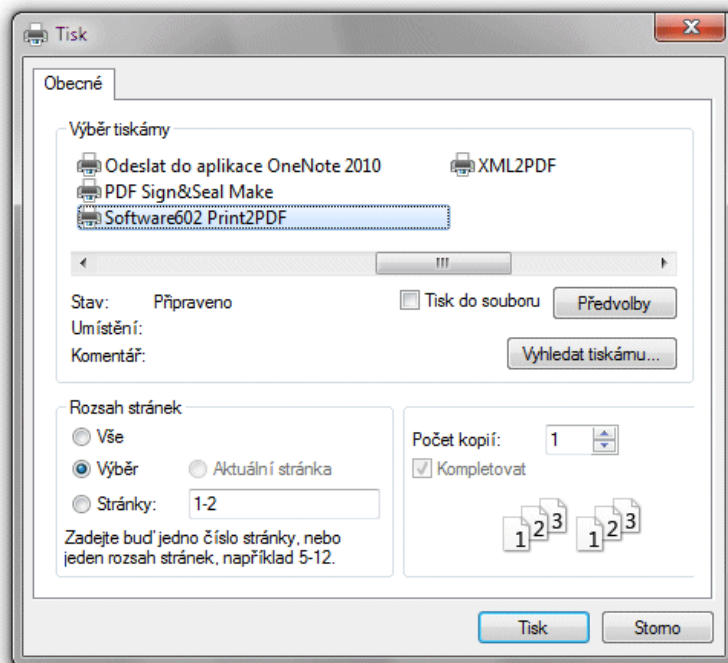 Tisk
Obecné
Výběr tiskárny
Odeslat do aplikace OneNote 2010
XML2PDF
PDF Sign&Seal Make
Software602 Print2PDF
Stav: Připraveno
Tisk do souboru
Předvolby
Umístění:
Komentář:
Vyhledat tiskárnu...
Rozsah stránek
Vše
Výběr
Aktuální stránka
Stránky: 1-2
Zadejte buď jedno číslo stránky, nebo
jeden rozsah stránek, například 5-12.
Počet kopií: 1
Kompletovat
1 2 3 1 2 3
Tisk
Storno